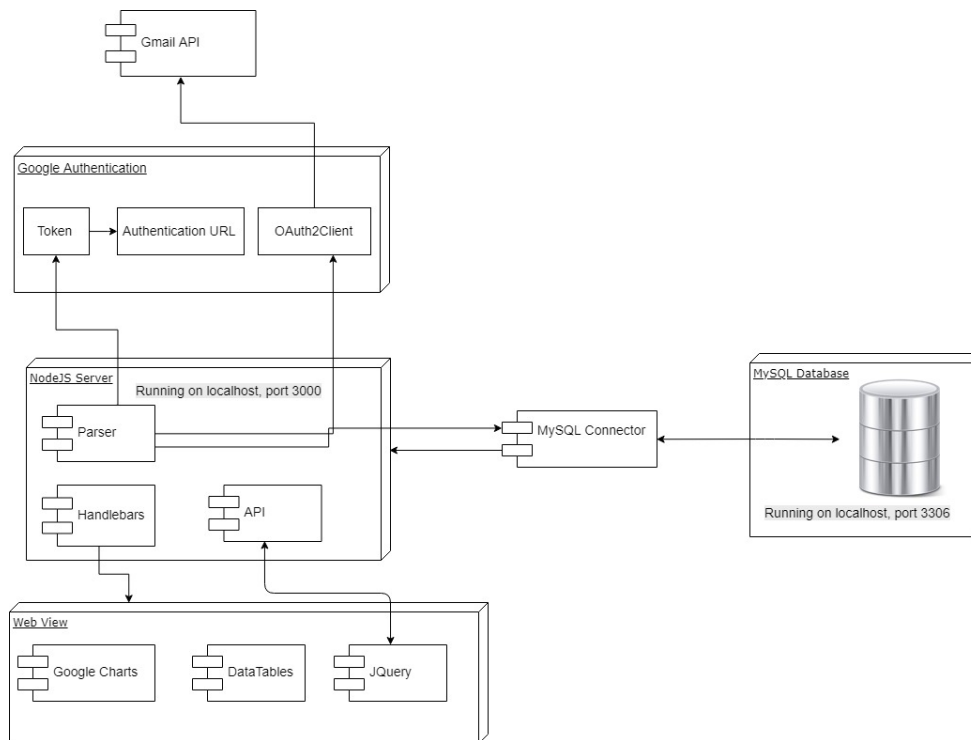 Gmail API
Google Authentication
Token
Authentication URL
OAuth2Client
NodeJS Server
Running on localhost, port 3000
Parser
MySQL Connector
MySQL Database
Running on localhost, port 3306
Handlebars
API
Web View
Google Charts
DataTables
JQuery